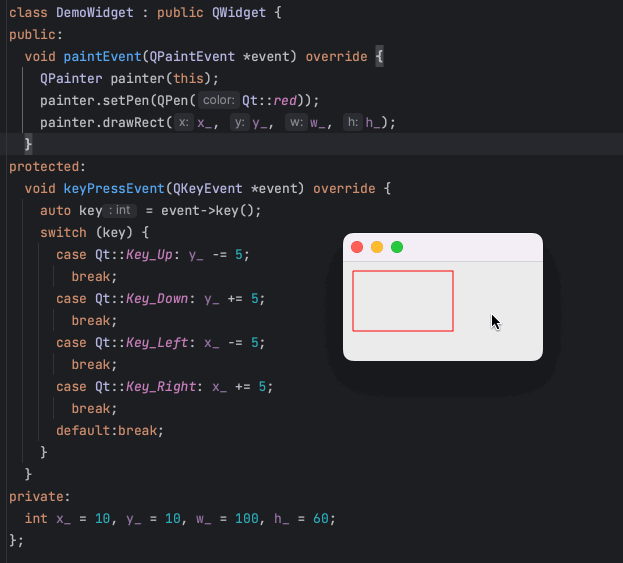 class DemoWidget : public QWidget {
public:
  void paintEvent(QPaintEvent *event) override {
    QPainter painter(this);
    painter.setPen(QPen( color: Qt::red));
    painter.drawRect( x: x_, y: y_, w: w_, h: h_);
  }
protected:
  void keyPressEvent(QKeyEvent *event) override {
    auto key : int = event->key();
    switch (key) {
      case Qt::Key_Up: y_ -= 5;
        break;
      case Qt::Key_Down: y_ += 5;
        break;
      case Qt::Key_Left: x_ -= 5;
        break;
      case Qt::Key_Right: x_ += 5;
        break;
      default:break;
    }
  }
private:
  int x_ = 10, y_ = 10, w_ = 100, h_ = 60;
};